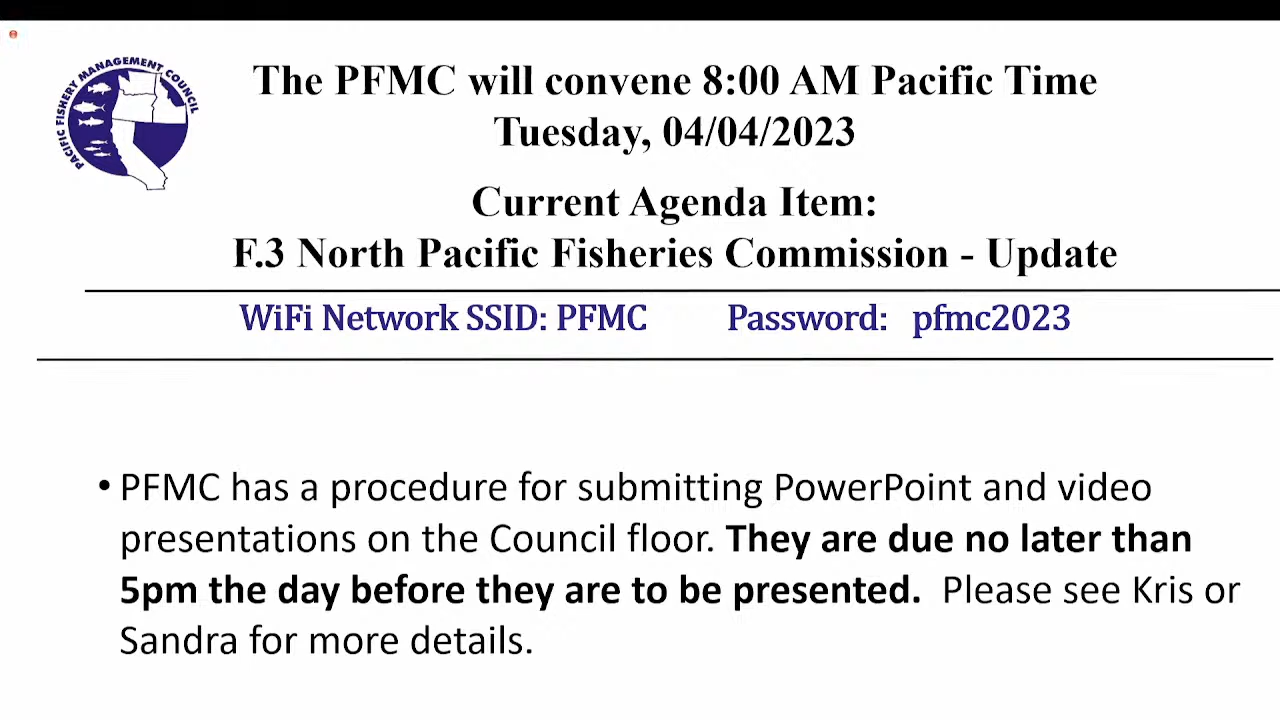 PACIFIC FISHERY MANAGEMENT COUNCIL
The PFMC will convene 8:00 AM Pacific Time
Tuesday, 04/04/2023
Current Agenda Item:
F.3 North Pacific Fisheries Commission - Update
WiFi Network SSID: PFMC Password: pfmc2023
• PFMC has a procedure for submitting PowerPoint and video
presentations on the Council floor. They are due no later than
5pm the day before they are to be presented. Please see Kris or
Sandra for more details.